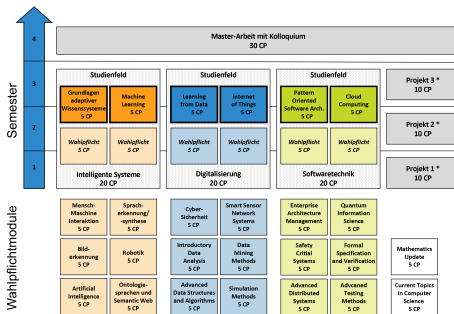 4
Master-Arbeit mit Kolloquium
30 CP
Semester
3
2
1
Studienfeld
Grundlagen
adaptiver
Wissenssysteme
5 CP
Machine
Learning
5 CP
Wahlpflicht
5 CP
Wahlpflicht
5 CP
Intelligente Systeme
20 CP
Studienfeld
Learning
from Data
5 CP
Internet
of Things
5 CP
Wahlpflicht
5 CP
Wahlpflicht
5 CP
Digitalisierung
20 CP
Studienfeld
Pattern
Oriented
Software Arch.
5 CP
Cloud
Computing
5 CP
Wahlpflicht
5 CP
Wahlpflicht
5 CP
Softwaretechnik
20 CP
Projekt 3 *
10 CP
Projekt 2 *
10 CP
Projekt 1 *
10 CP
Wahlpflichtmodule
Mensch-
Maschine
Interaktion
5 CP
Sprach-
erkennung/
-synthese
5 CP
Bild-
erkennung
5 CP
Robotik
5 CP
Artificial
Intelligence
5 CP
Ontologie-
sprachen und
Semantic Web
5 CP
Cyber-
Sicherheit
5 CP
Smart Sensor
Network
Systems
5 CP
Introductory
Data
Analysis
5 CP
Data
Mining
Methods
5 CP
Advanced
Data Structures
and Algorithms
5 CP
Simulation
Methods
5 CP
Enterprise
Architecture
Management
5 CP
Quantum
Information
Science
5 CP
Safety
Critial
Systems
5 CP
Formal
Specification
and Verification
5 CP
Advanced
Distributed
Systems
5 CP
Advcanced
Testing
Methods
5 CP
Mathematics
Update
5 CP
Current Topics
in Computer
Science
5 CP